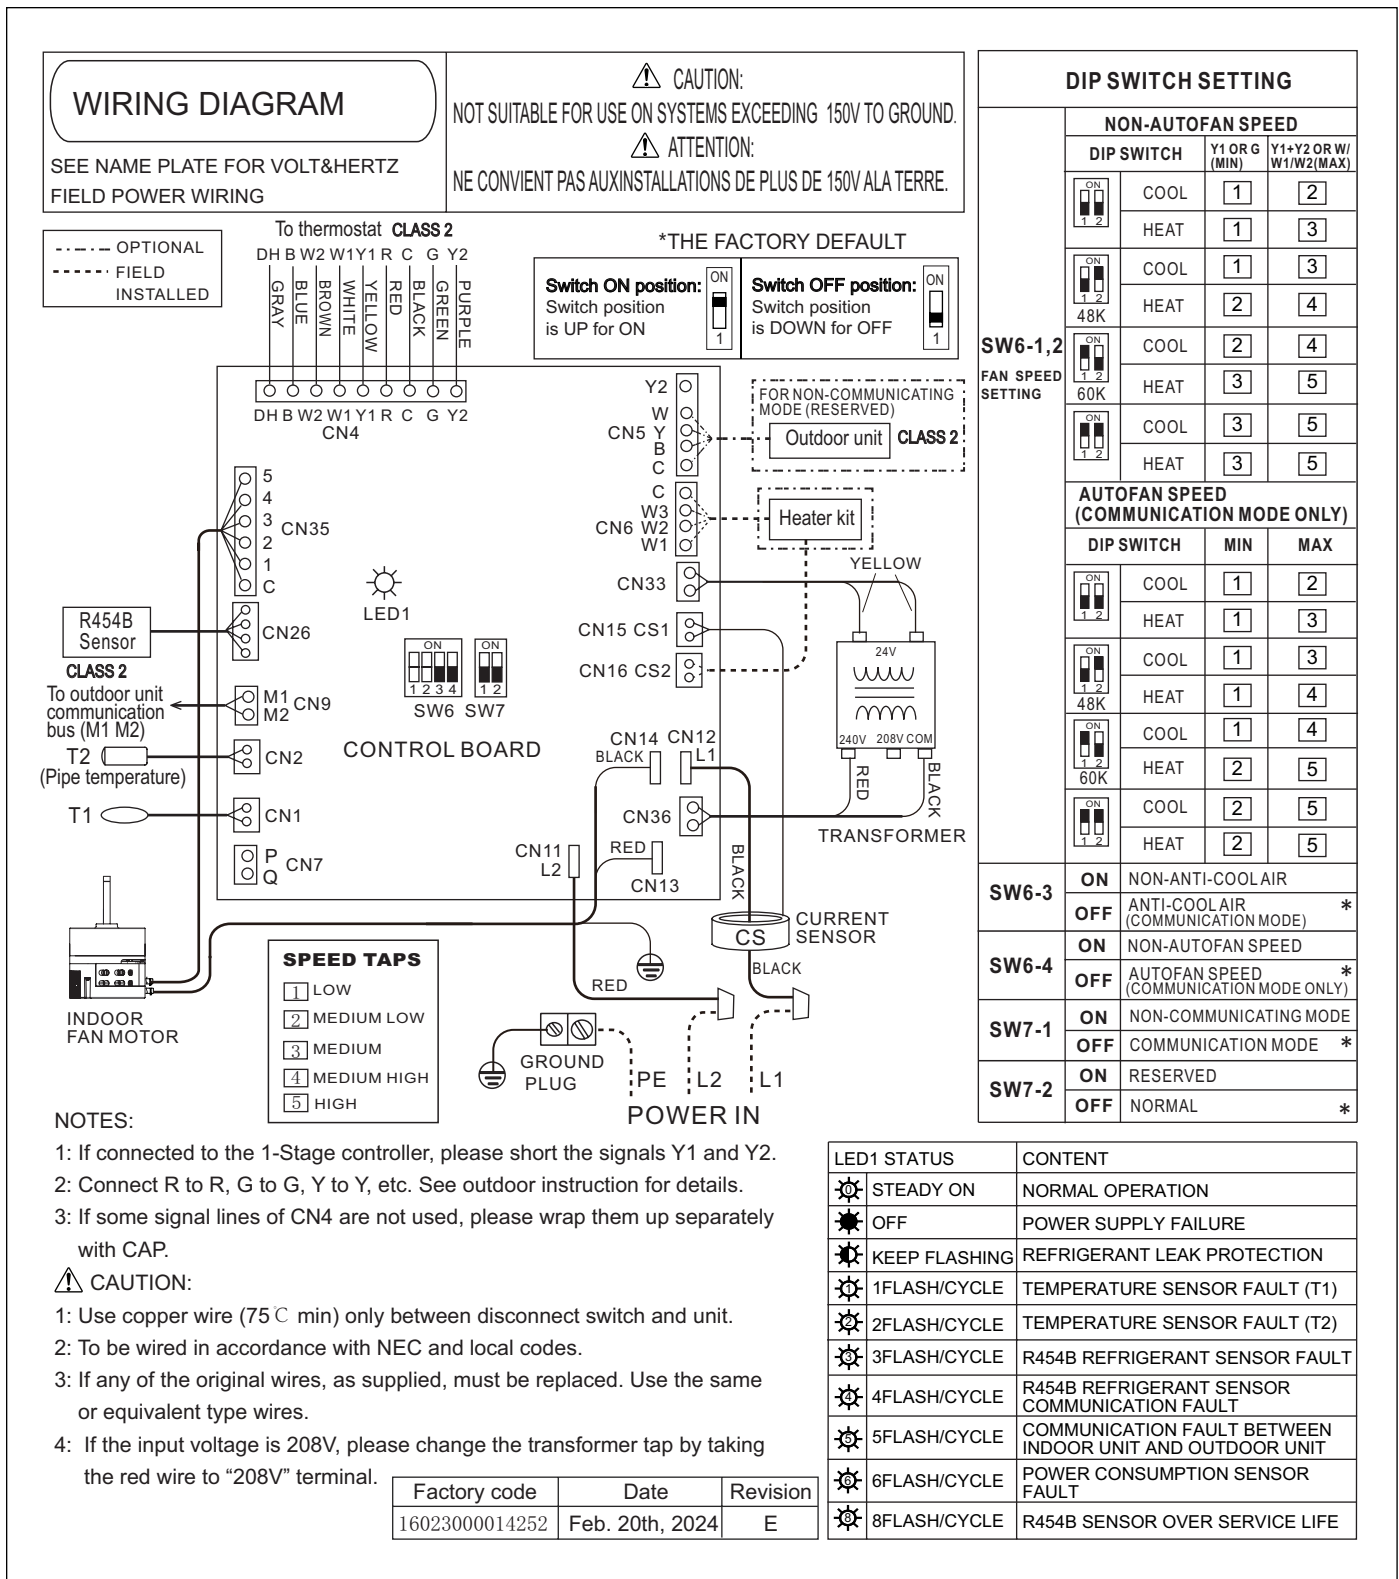 WIRING DIAGRAM
SEE NAME PLATE FOR VOLT&HERTZ
FIELD POWER WIRING
CAUTION:
NOT SUITABLE FOR USE ON SYSTEMS EXCEEDING 150V TO GROUND.
ATTENTION:
NE CONVIENT PAS AUXINSTALLATIONS DE PLUS DE 150V ALA TERRE.
OPTIONAL
FIELD
INSTALLED
To thermostat CLASS 2
DH B W2 W1 Y1 R C G Y2
GRAY
BLUE
BROWN
WHITE
YELLOW
RED
BLACK
GREEN
PURPLE
DH B W2 W1 Y1 R C G Y2
CN4
*THE FACTORY DEFAULT
Switch ON position:
Switch position
is UP for ON
ON
1
Switch OFF position:
Switch position
is DOWN for OFF
ON
1
Y2
W
CN5 Y
B
C
FOR NON-COMMUNICATING
MODE (RESERVED)
Outdoor unit CLASS 2
C
W3
CN6 W2
W1
Heater kit
5
4
3 CN35
2
1
C
LED1
CN33
YELLOW
R454B
Sensor
CLASS 2
CN26
CN15 CS1
CN16 CS2
24V
240V 208V COM
RED
BLACK
TRANSFORMER
To outdoor unit
communication
bus (M1 M2)
M1 CN9
M2
ON
1 2 3 4
SW6
ON
1 2
SW7
T2
(Pipe temperature)
CN2
CONTROL BOARD
CN14 CN12
BLACK L1
T1
CN1
CN36
P CN7
Q
CN11
L2
RED
CN13
BLACK
CS
CURRENT
SENSOR
BLACK
RED
INDOOR
FAN MOTOR
SPEED TAPS
1 LOW
2 MEDIUM LOW
3 MEDIUM
4 MEDIUM HIGH
5 HIGH
GROUND
PLUG
PE L2 L1
POWER IN
NOTES:
1: If connected to the 1-Stage controller, please short the signals Y1 and Y2.
2: Connect R to R, G to G, Y to Y, etc. See outdoor instruction for details.
3: If some signal lines of CN4 are not used, please wrap them up separately
with CAP.
CAUTION:
1: Use copper wire (75℃ min) only between disconnect switch and unit.
2: To be wired in accordance with NEC and local codes.
3: If any of the original wires, as supplied, must be replaced. Use the same
or equivalent type wires.
4: If the input voltage is 208V, please change the transformer tap by taking
the red wire to “208V” terminal.
Factory code Date Revision
16023000014252 Feb. 20th, 2024 E
DIP SWITCH SETTING
SW6-1,2
FAN SPEED
SETTING
NON-AUTOFAN SPEED
DIP SWITCH
Y1 OR G
(MIN)
Y1+Y2 OR W/
W1/W2(MAX)
ON
1 2
COOL 1 2
HEAT 1 3
ON
1 2
48K
COOL 1 3
HEAT 2 4
ON
1 2
60K
COOL 2 4
HEAT 3 5
ON
1 2
COOL 3 5
HEAT 3 5
AUTOFAN SPEED
(COMMUNICATION MODE ONLY)
DIP SWITCH MIN MAX
ON
1 2
COOL 1 2
HEAT 1 3
ON
1 2
48K
COOL 1 3
HEAT 1 4
ON
1 2
60K
COOL 1 4
HEAT 2 5
ON
1 2
COOL 2 5
HEAT 2 5
SW6-3
ON NON-ANTI-COOL AIR
OFF ANTI-COOL AIR *
(COMMUNICATION MODE)
SW6-4
ON NON-AUTOFAN SPEED
OFF AUTOFAN SPEED *
(COMMUNICATION MODE ONLY)
SW7-1
ON NON-COMMUNICATING MODE
OFF COMMUNICATION MODE *
SW7-2
ON RESERVED
OFF NORMAL *
LED1 STATUS CONTENT
0 STEADY ON NORMAL OPERATION
OFF POWER SUPPLY FAILURE
KEEP FLASHING REFRIGERANT LEAK PROTECTION
1 1FLASH/CYCLE TEMPERATURE SENSOR FAULT (T1)
2 2FLASH/CYCLE TEMPERATURE SENSOR FAULT (T2)
3 3FLASH/CYCLE R454B REFRIGERANT SENSOR FAULT
4 4FLASH/CYCLE R454B REFRIGERANT SENSOR
COMMUNICATION FAULT
5 5FLASH/CYCLE COMMUNICATION FAULT BETWEEN
INDOOR UNIT AND OUTDOOR UNIT
6 6FLASH/CYCLE POWER CONSUMPTION SENSOR
FAULT
8 8FLASH/CYCLE R454B SENSOR OVER SERVICE LIFE